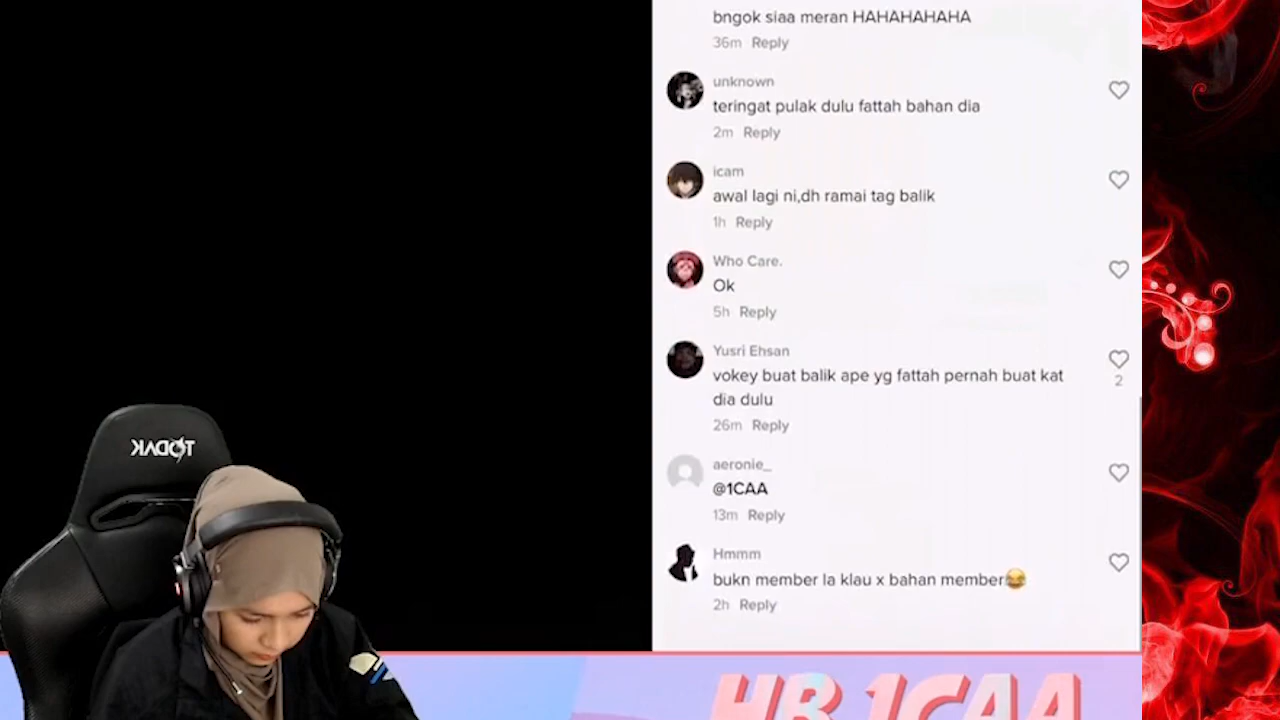 bngok siaa meran HAHAHAHAHA
36m Reply
unknown
teringat pulak dulu fattah bahan dia
2m Reply
icam
awal lagi ni,dh ramai tag balik
1h Reply
Who Care.
Ok
5h Reply
Yusri Ehsan
vokey buat balik ape yg fattah pernah buat kat
dia dulu
2
26m Reply
aeronie_
@1CAA
13m Reply
Hmmm
bukn member la klau x bahan member😂
2h Reply
TODAK
HR 1CAA